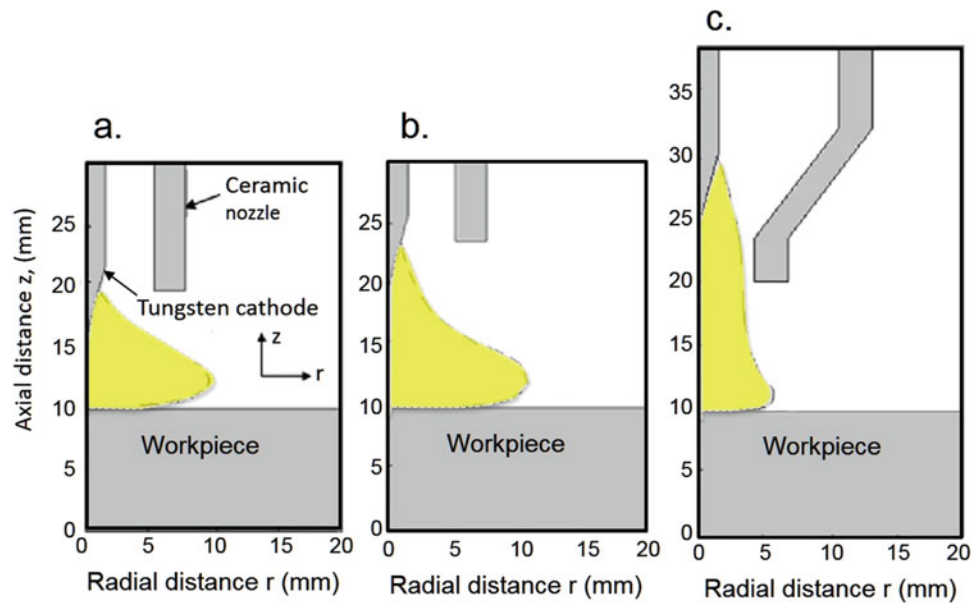 a.
25
20
15
10
5
0
Axial distance z, (mm)
Ceramic
nozzle
Tungsten cathode
z
r
Workpiece
0 5 10 15 20
Radial distance r (mm)
b.
25
20
15
10
5
0
Workpiece
0 5 10 15 20
Radial distance r (mm)
c.
35
30
25
20
15
10
5
0
Workpiece
0 5 10 15 20
Radial distance r (mm)